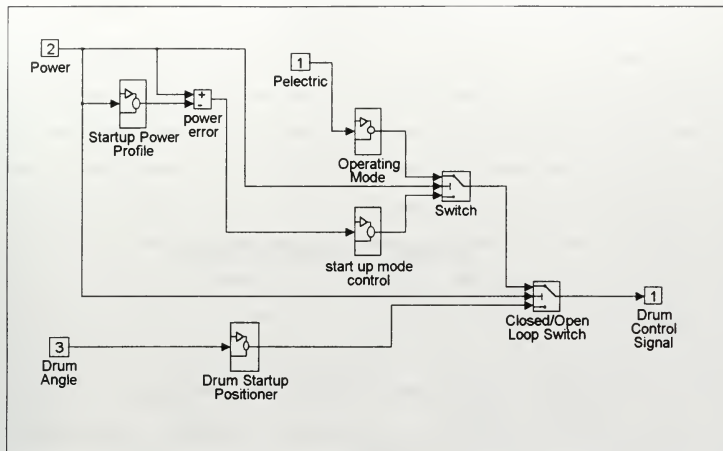 2
Power
1
Pelectric
+
-
power
error
Startup Power
Profile
Operating
Mode
Switch
start up mode
control
Closed/Open
Loop Switch
1
Drum
Control
Signal
3
Drum
Angle
Drum Startup
Positioner